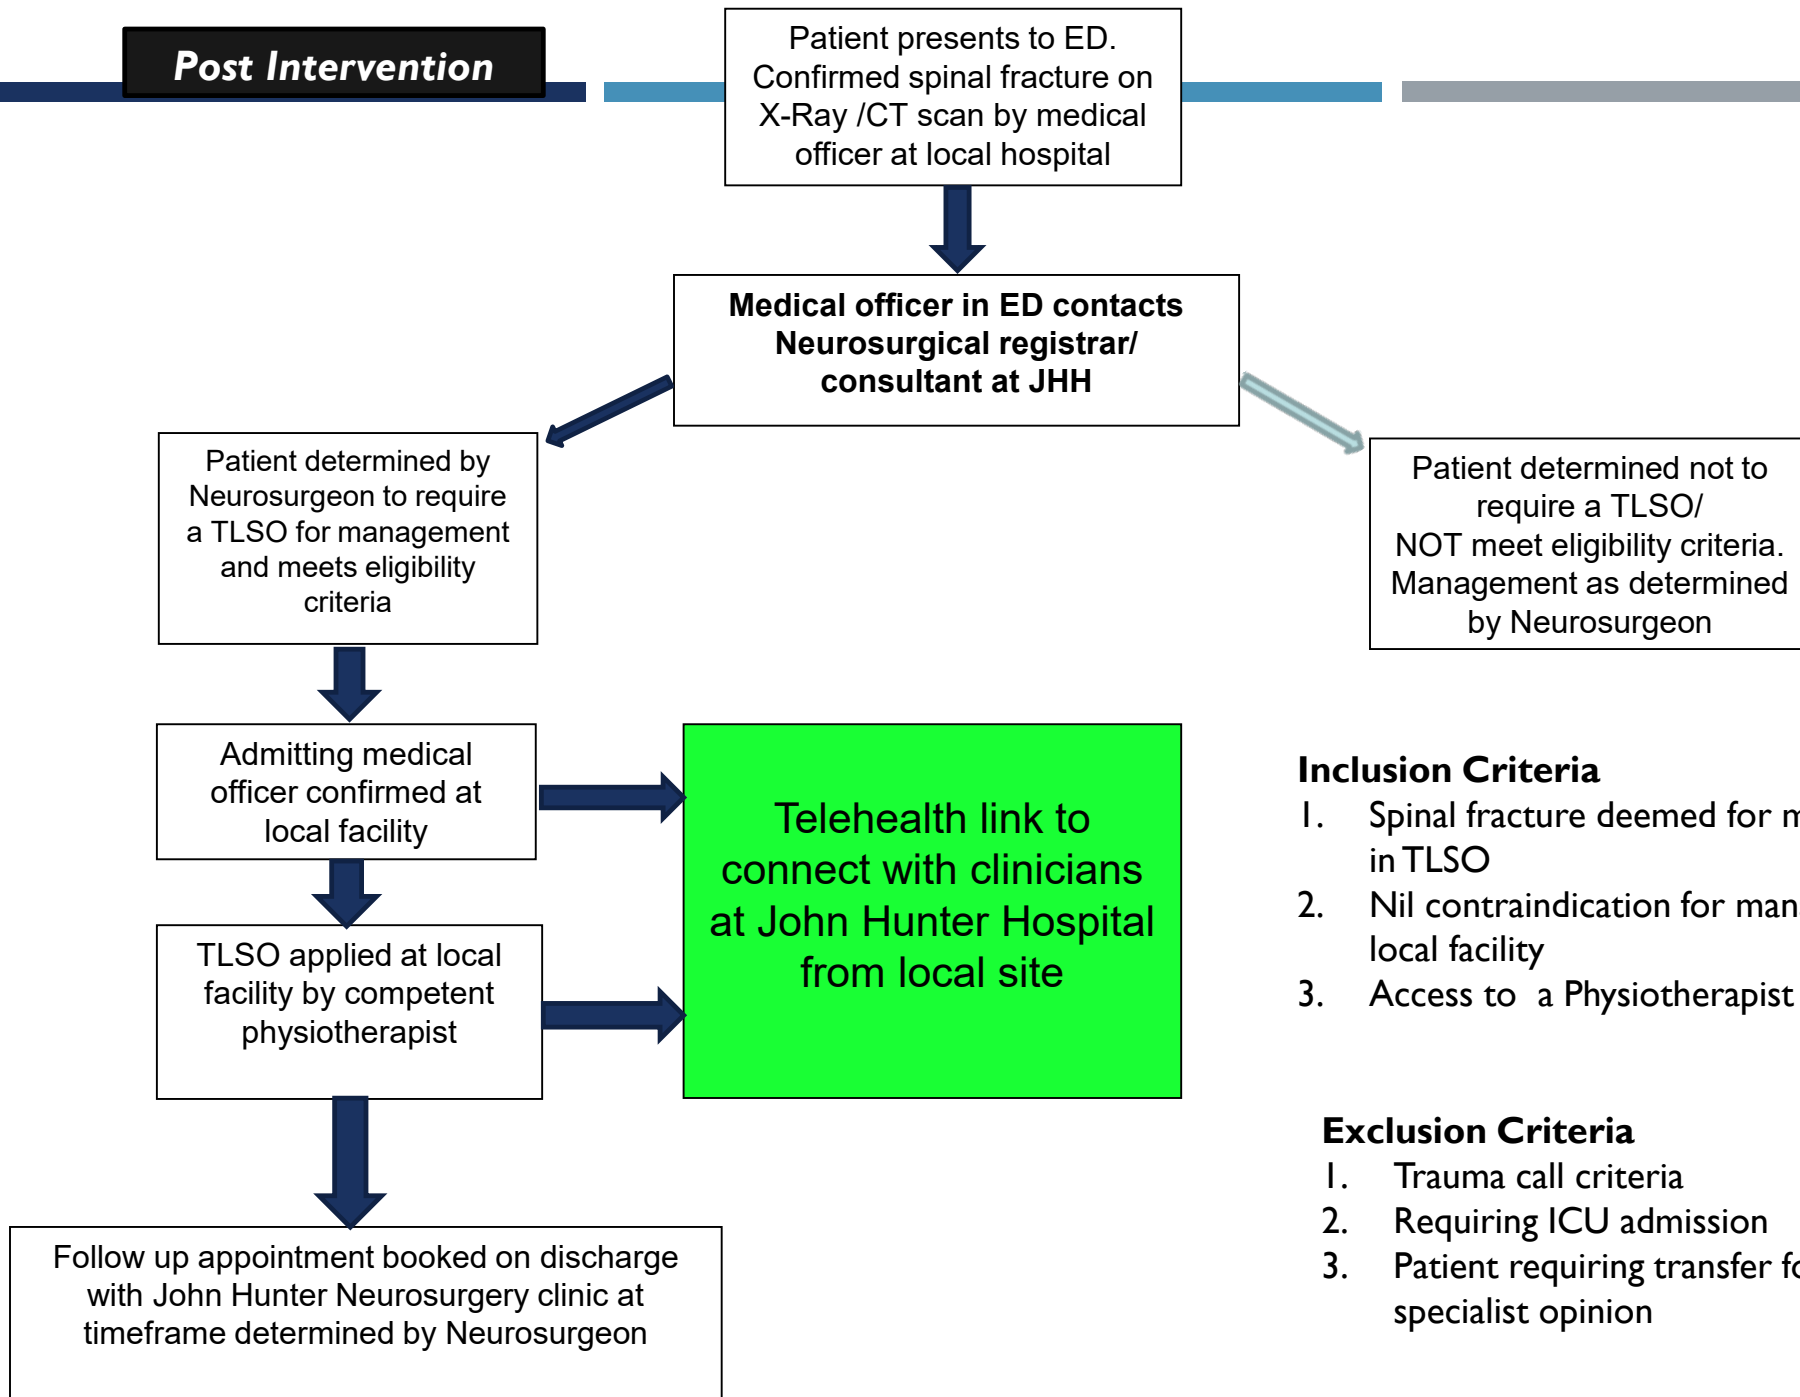 Post Intervention
Patient presents to ED.
Confirmed spinal fracture on
X-Ray /CT scan by medical
officer at local hospital
Medical officer in ED contacts
Neurosurgical registrar/
consultant at JHH
Patient determined by
Neurosurgeon to require
a TLSO for management
and meets eligibility
criteria
Patient determined not to
require a TLSO/
NOT meet eligibility criteria.
Management as determined
by Neurosurgeon
Admitting medical
officer confirmed at
local facility
Telehealth link to
connect with clinicians
at John Hunter Hospital
from local site
TLSO applied at local
facility by competent
physiotherapist
Follow up appointment booked on discharge
with John Hunter Neurosurgery clinic at
timeframe determined by Neurosurgeon
Inclusion Criteria
1. Spinal fracture deemed for
in TLSO
2. Nil contraindication for
local facility
3. Access to a Physiotherapist
Exclusion Criteria
1. Trauma call criteria
2. Requiring ICU admission
3. Patient requiring transfer
specialist opinion